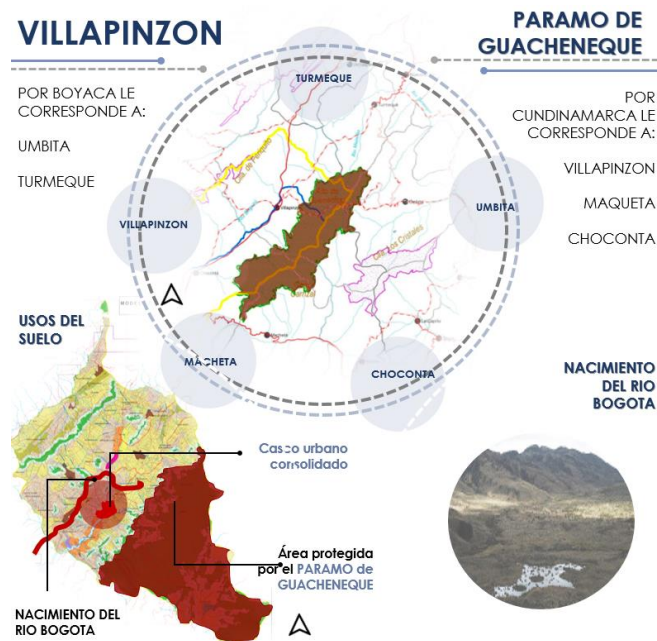 VILLAPINZON
PARAMO DE
GUACHENEQUE
POR BOYACA LE
CORRESPONDE A:
UMBITA
TURMEQUE
POR
CUNDINAMARCA LE
CORRESPONDE A:
VILLAPINZON
MAQUETA
CHOCONTA
TURMEQUE
VILLAPINZON
UMBITA
MACHETA
CHOCONTA
USOS DEL
SUELO
Casco urbano
consolidado
Área protegida
por el PARAMO de
GUACHENEQUE
NACIMIENTO DEL
RIO BOGOTA
NACIMIENTO
DEL RIO
BOGOTA